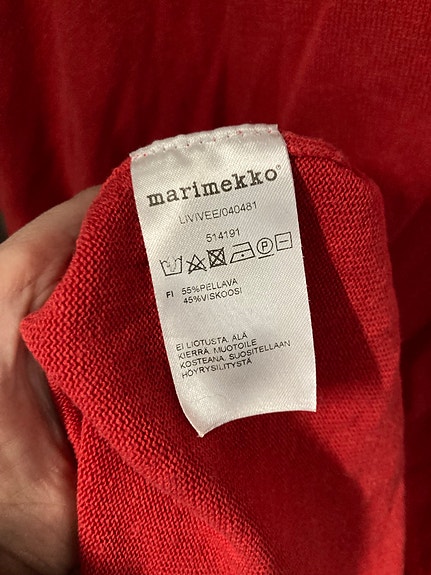 marimekko
LIVIVEE/040481
514191
P
FI 55%PELLAVA
45%VISKOOSI
EI LIOTUSTA, ÄLÄ
KIERRÄ, MUOTOILE
KOSTEANA, SUOSITELLAAN
HÖYRYSILITYSTÄ